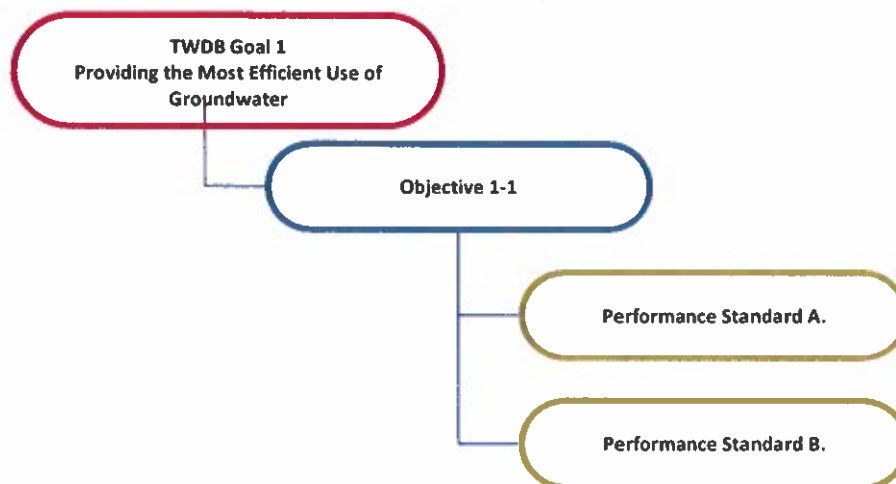 TWDB Goal 1
Providing the Most Efficient Use of
Groundwater
Objective 1-1
Performance Standard A.
Performance Standard B.